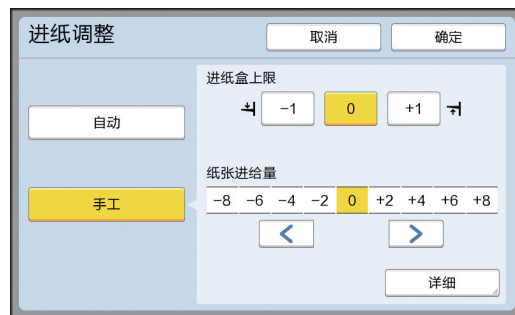 进纸调整
取消
确定
自动
手工
进纸盒上限
−1 0 +1
纸张进给量
−8 −6 −4 −2 0 +2 +4 +6 +8
详细